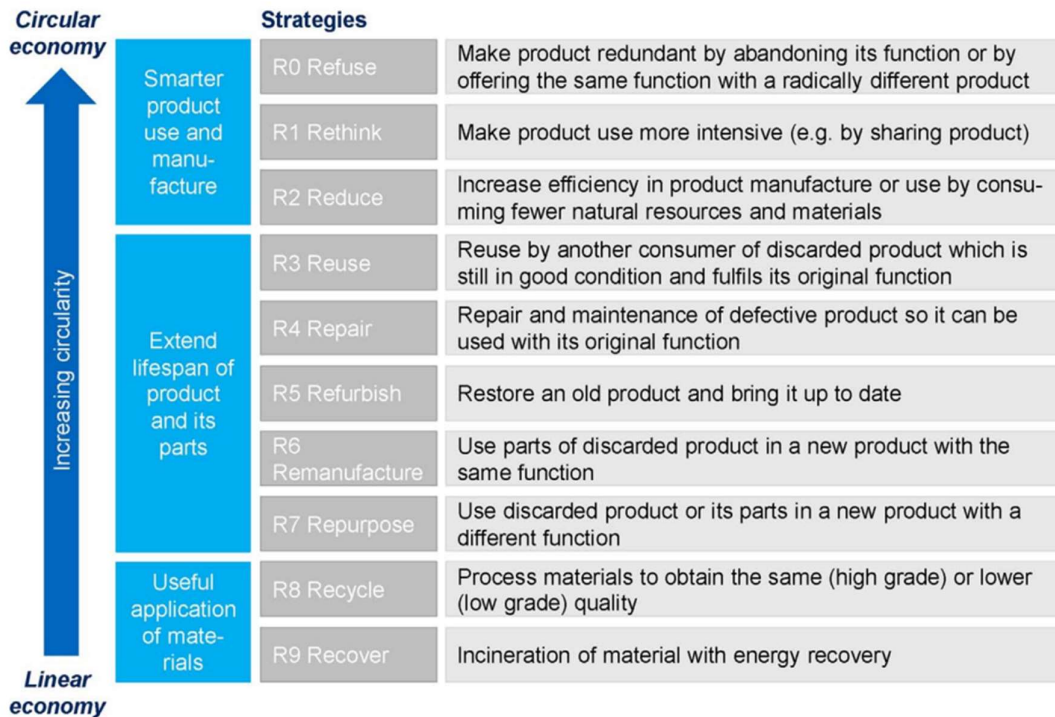 Circular
economy
Strategies
Increasing circularity
Linear
economy
Smarter
product
use and
manu-
facture
R0 Refuse
Make product redundant by abandoning its function or by
offering the same function with a radically different product
R1 Rethink
Make product use more intensive (e.g. by sharing product)
R2 Reduce
Increase efficiency in product manufacture or use by consu-
ming fewer natural resources and materials
Extend
lifespan of
product
and its
parts
R3 Reuse
Reuse by another consumer of discarded product which is
still in good condition and fulfils its original function
R4 Repair
Repair and maintenance of defective product so it can be
used with its original function
R5 Refurbish
Restore an old product and bring it up to date
R6
Remanufacture
Use parts of discarded product in a new product with the
same function
R7 Repurpose
Use discarded product or its parts in a new product with a
different function
Useful
application
of mate-
rials
R8 Recycle
Process materials to obtain the same (high grade) or lower
(low grade) quality
R9 Recover
Incineration of material with energy recovery